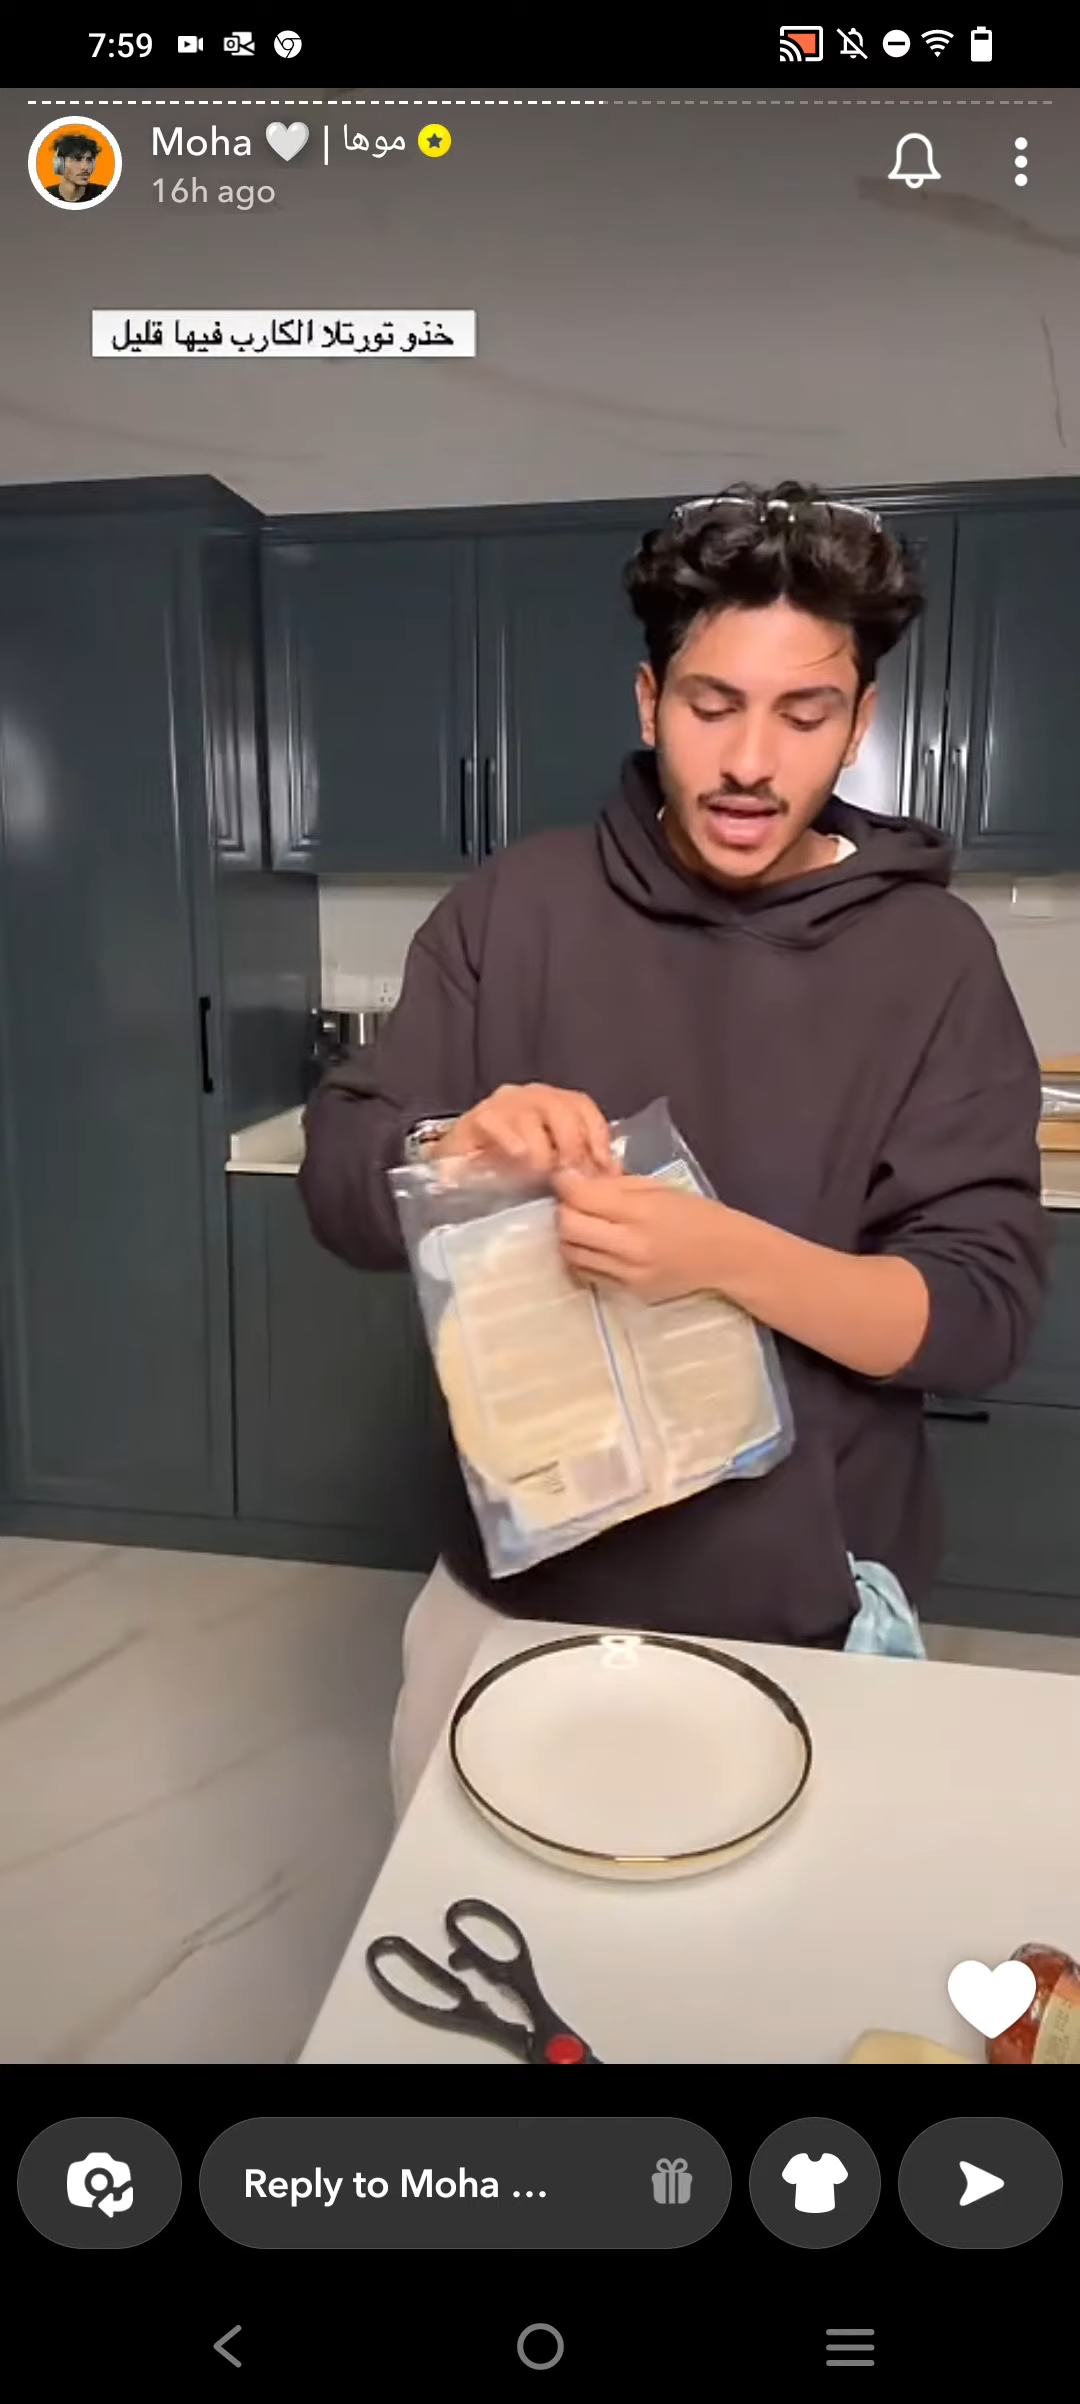 7:59
Moha 🤍 | موها
16h ago
خذو تورتلا الكارب فيها قليل
Reply to Moha ...